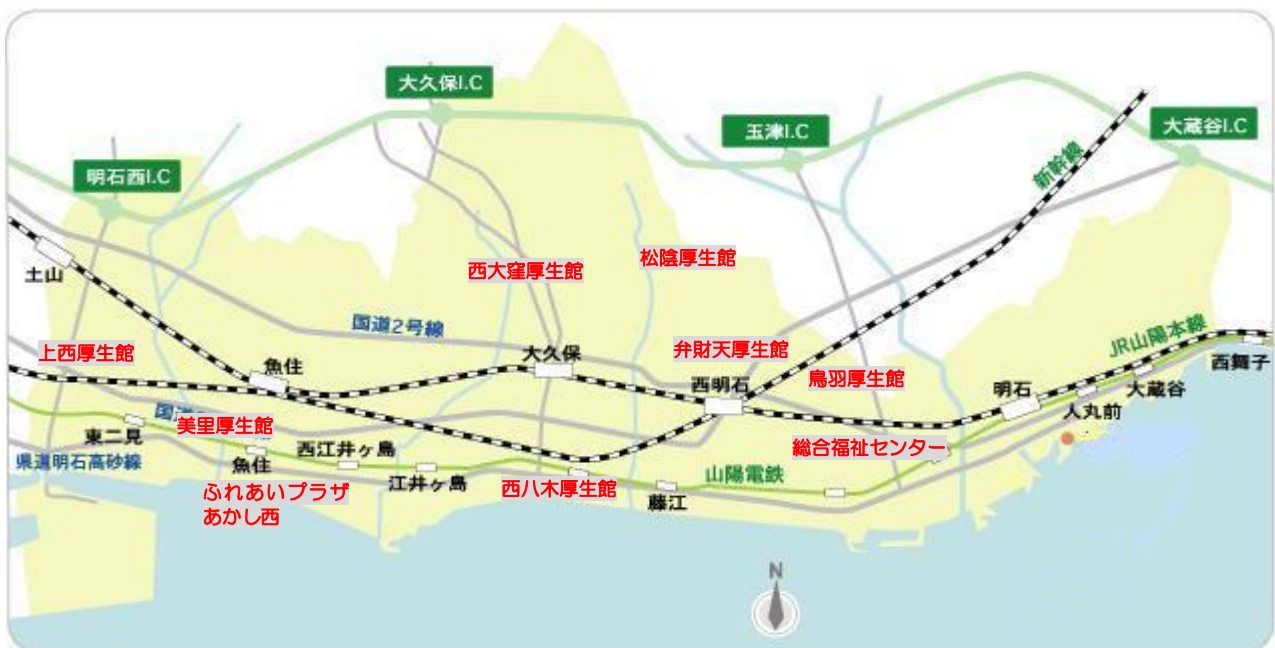 大久保I.C
玉津I.C
大蔵谷I.C
明石西I.C
新幹線
松陰厚生館
西大窪厚生館
土山
国道2号線
JR山陽本線
上西厚生館
大久保
弁財天厚生館
西舞子
魚住
西明石
鳥羽厚生館
明石
大蔵谷
人丸前
国道2
美里厚生館
東二見
西江井ヶ島
総合福祉センター
県道明石高砂線
魚住
江井ヶ島
山陽電鉄
ふれあいプラザ
あかし西
西八木厚生館
藤江
N